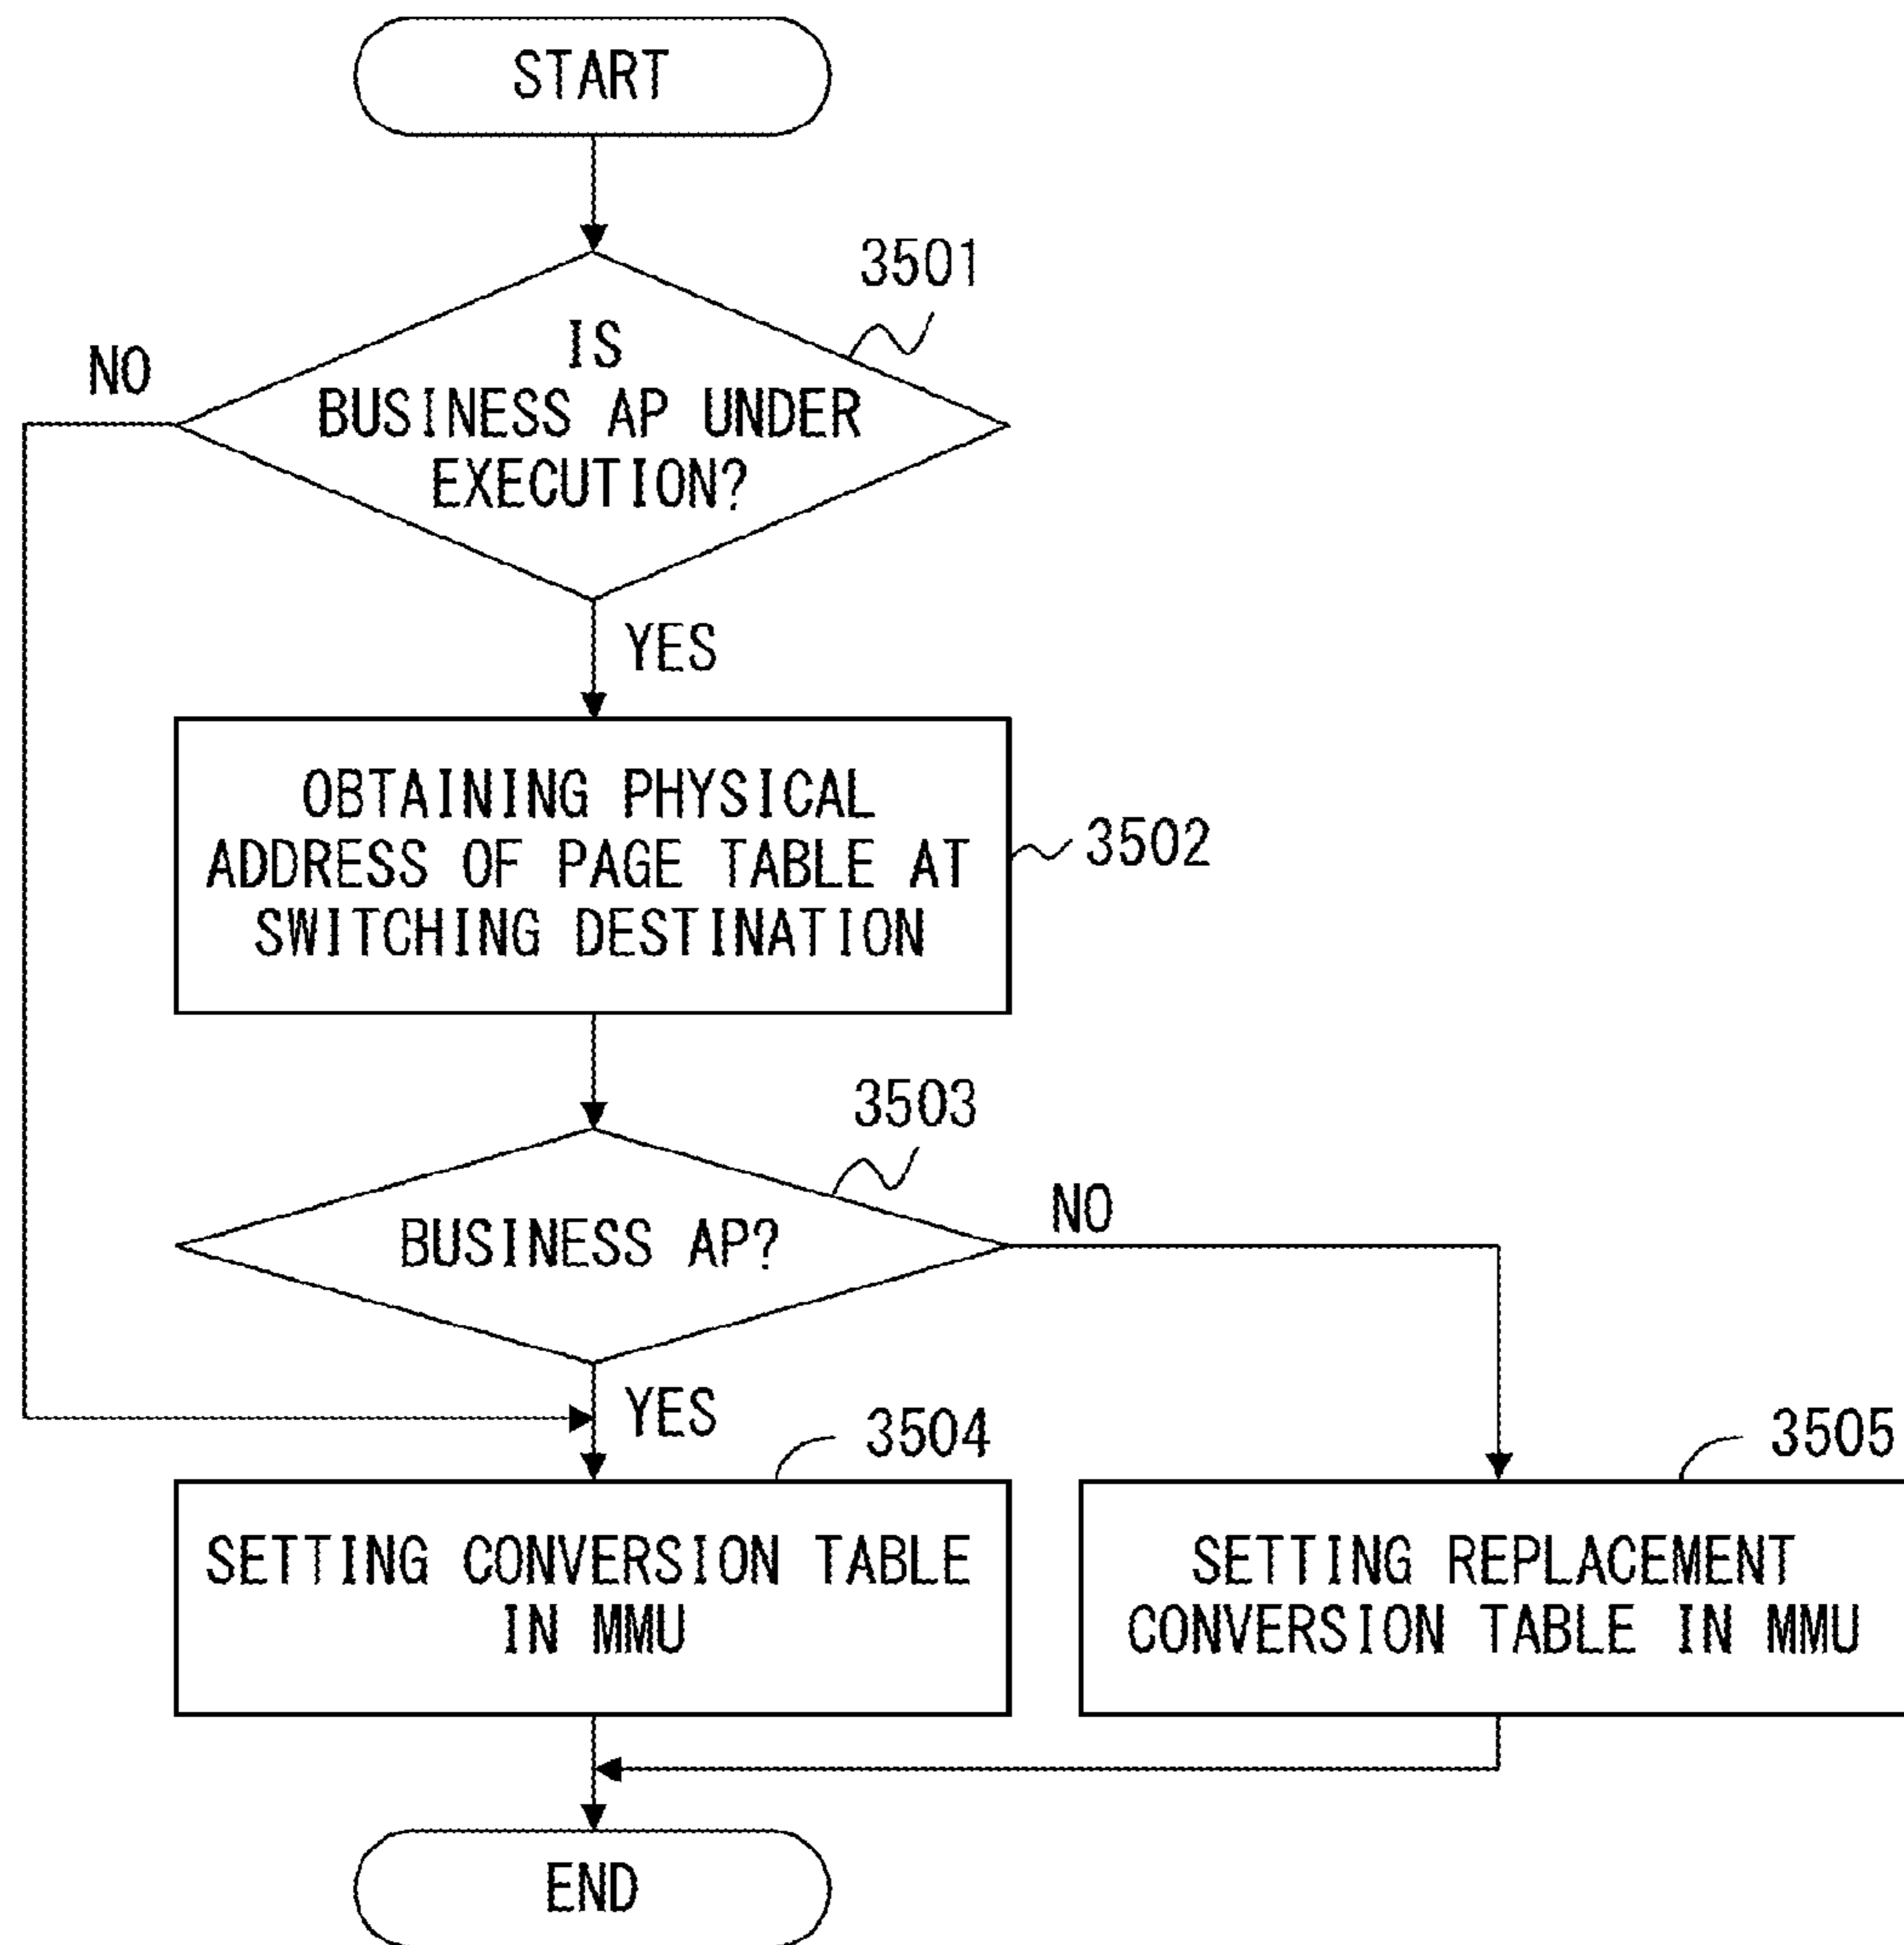 START
3501
NO
IS
BUSINESS AP UNDER
EXECUTION?
YES
OBTAINING PHYSICAL
ADDRESS OF PAGE TABLE AT
SWITCHING DESTINATION
3502
3503
BUSINESS AP?
NO
YES
3504
3505
SETTING CONVERSION TABLE
IN MMU
SETTING REPLACEMENT
CONVERSION TABLE IN MMU
END